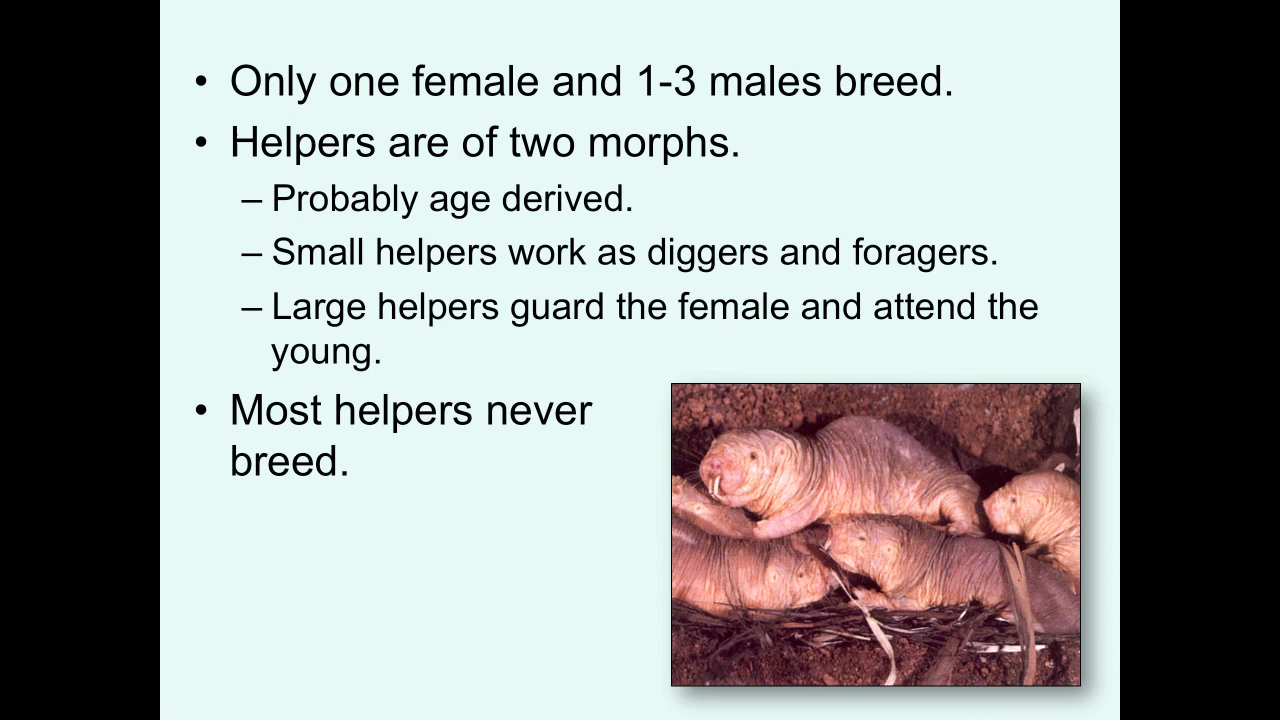 • Only one female and 1-3 males breed.
• Helpers are of two morphs.
– Probably age derived.
– Small helpers work as diggers and foragers.
– Large helpers guard the female and attend the
young.
• Most helpers never
breed.